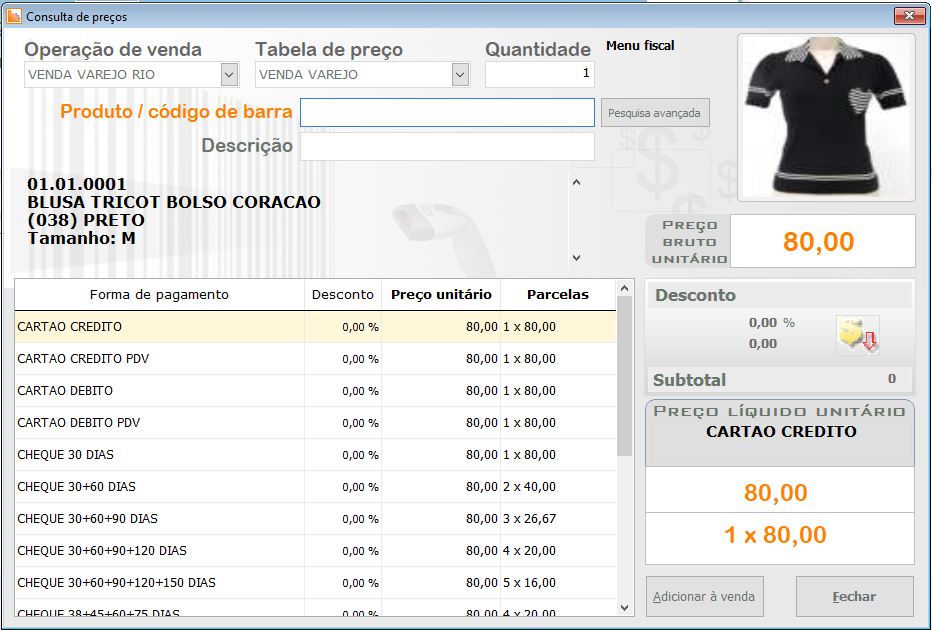 Consulta de preços
Operação de venda
Tabela de preço
Quantidade
Menu fiscal
VENDA VAREJO RIO
VENDA VAREJO
1
Produto / código de barra
Pesquisa avançada
Descrição
01.01.0001
BLUSA TRICOT BOLSO CORACAO
(038) PRETO
Tamanho: M
PREÇO
BRUTO
UNITÁRIO
80,00
Forma de pagamento Desconto Preço unitário Parcelas
CARTAO CREDITO 0,00 % 80,00 1 x 80,00
CARTAO CREDITO PDV 0,00 % 80,00 1 x 80,00
CARTAO DEBITO 0,00 % 80,00 1 x 80,00
CARTAO DEBITO PDV 0,00 % 80,00 1 x 80,00
CHEQUE 30 DIAS 0,00 % 80,00 1 x 80,00
CHEQUE 30+60 DIAS 0,00 % 80,00 2 x 40,00
CHEQUE 30+60+90 DIAS 0,00 % 80,00 3 x 26,67
CHEQUE 30+60+90+120 DIAS 0,00 % 80,00 4 x 20,00
CHEQUE 30+60+90+120+150 DIAS 0,00 % 80,00 5 x 16,00
CHEQUE 38+45+60+75 DIAS 0,00 % 80,00 4 x 20,00
Desconto
0,00 %
0,00
Subtotal 0
PREÇO LÍQUIDO UNITÁRIO
CARTAO CREDITO
80,00
1 x 80,00
Adicionar à venda
Fechar